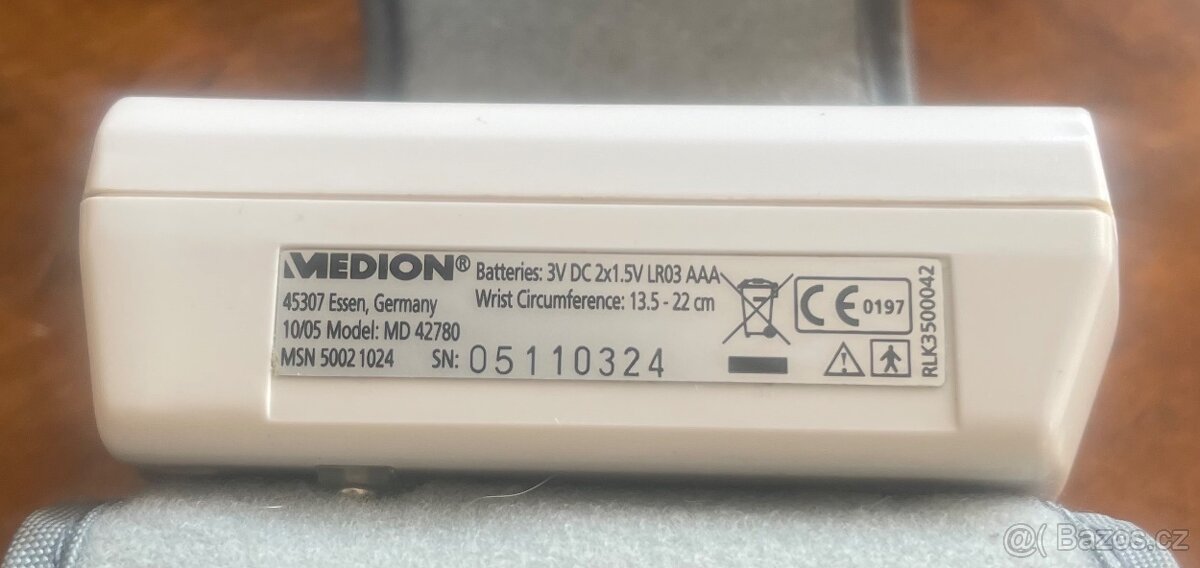 MEDION®
Batteries: 3V DC 2x1.5V LR03 AAA
45307 Essen, Germany
Wrist Circumference: 13.5 - 22 cm
10/05 Model: MD 42780
MSN 5002 1024
SN: 05110324
CE 0197
RLK3500042
@( Bazos.cz